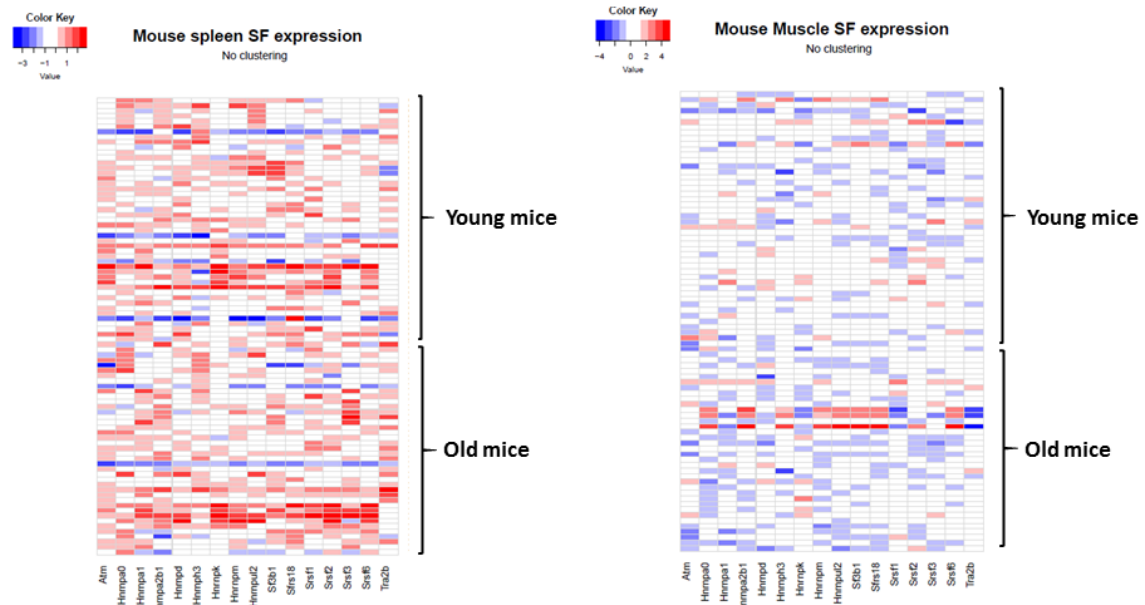 Color Key
−3 −1 1
Value
Mouse spleen SF expression
No clustering
Young mice
Old mice
Atm
Hnrnpa0
Hnrnpa1
nmpa2b1
Hnrnpd
Hnrnph3
Hnrnpk
Hnrnpm
Hnrnpul2
Sf3b1
Sfrs18
Srsf1
Srsf2
Srsf3
Srsf6
Tra2b
Color Key
−4 −2 0 2 4
Value
Mouse Muscle SF expression
No clustering
Young mice
Old mice
Atm
Hnrnpa0
Hnrnpa1
nmpa2b1
Hnrnpd
Hnrnph3
Hnrnpk
Hnrnpm
Hnrnpul2
Sf3b1
Sfrs18
Srsf1
Srsf2
Srsf3
Srsf6
Tra2b